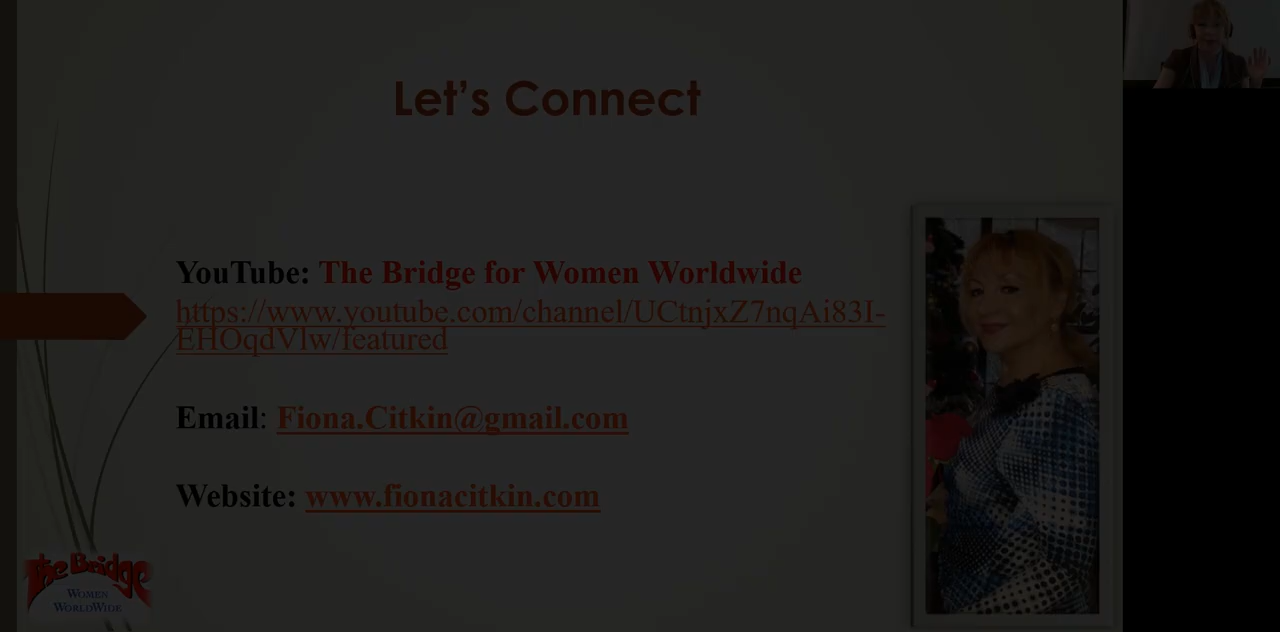 Let's Connect
YouTube: The Bridge for Women Worldwide
https://www.youtube.com/channel/UCtnjxZ7nqAi83I-
EHOqdVlw/featured
Email: Fiona.Citkin@gmail.com
Website: www.fionacitkin.com
The Bridge
WOMEN
WORLDWIDE